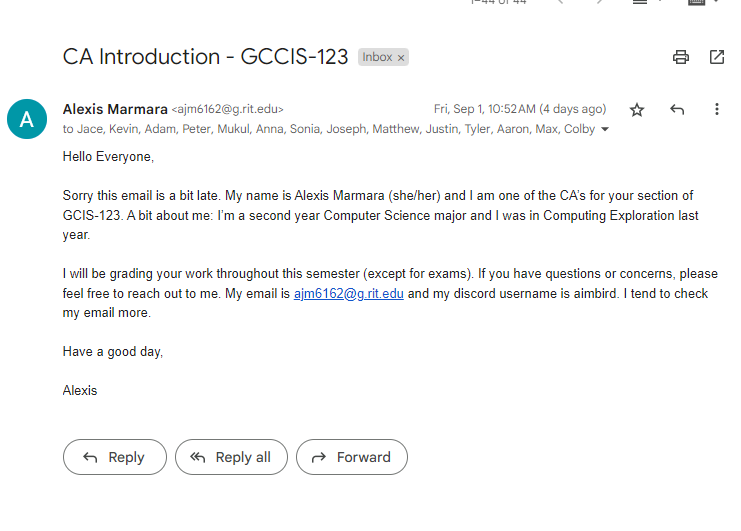 CA Introduction - GCCIS-123 Inbox ×
A
Alexis Marmara <ajm6162@g.rit.edu> Fri, Sep 1, 10:52 AM (4 days ago)
to Jace, Kevin, Adam, Peter, Mukul, Anna, Sonia, Joseph, Matthew, Justin, Tyler, Aaron, Max, Colby
Hello Everyone,
Sorry this email is a bit late. My name is Alexis Marmara (she/her) and I am one of the CA's for your section of
GCIS-123. A bit about me: I'm a second year Computer Science major and I was in Computing Exploration last
year.
I will be grading your work throughout this semester (except for exams). If you have questions or concerns, please
feel free to reach out to me. My email is ajm6162@g.rit.edu and my discord username is aimbird. I tend to check
my email more.
Have a good day,
Alexis
Reply Reply all Forward